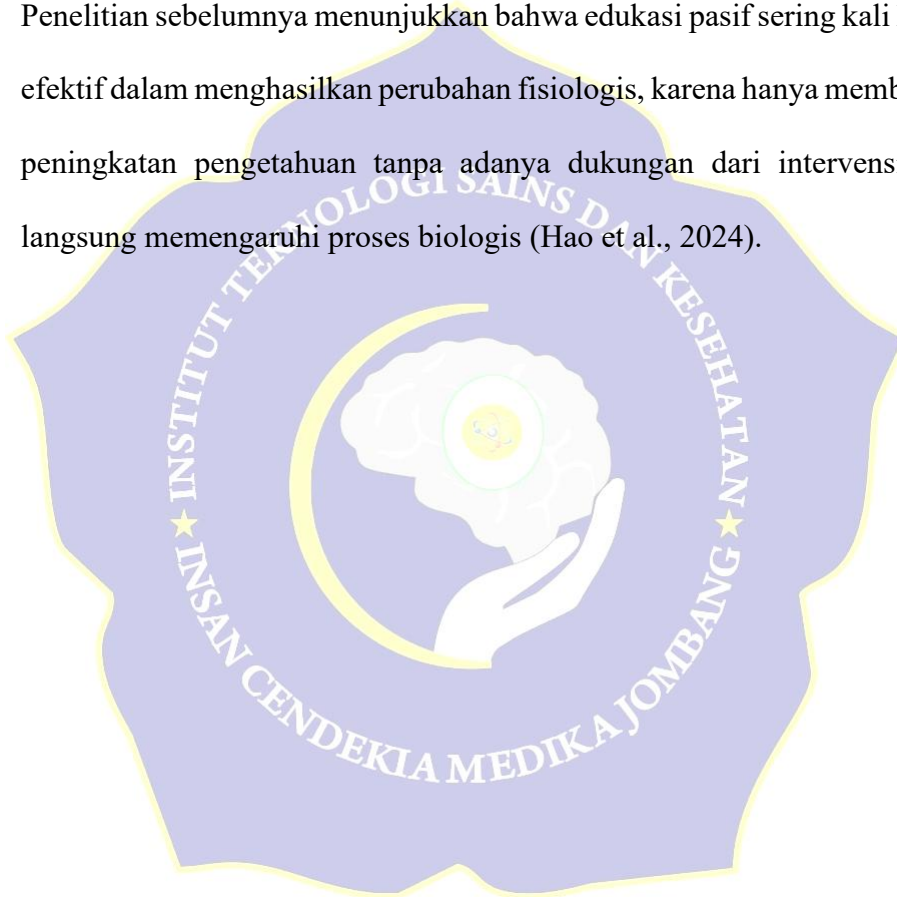 Penelitian sebelumnya menunjukkan bahwa edukasi pasif sering kali
efektif dalam menghasilkan perubahan fisiologis, karena hanya
peningkatan pengetahuan tanpa adanya dukungan dari
langsung memengaruhi proses biologis (Hao et al., 2024).
INSTITUT TEKNOLOGI SAINS DAN KESEHATAN
INSAN CENDEKIA MEDIKA JOMBANG